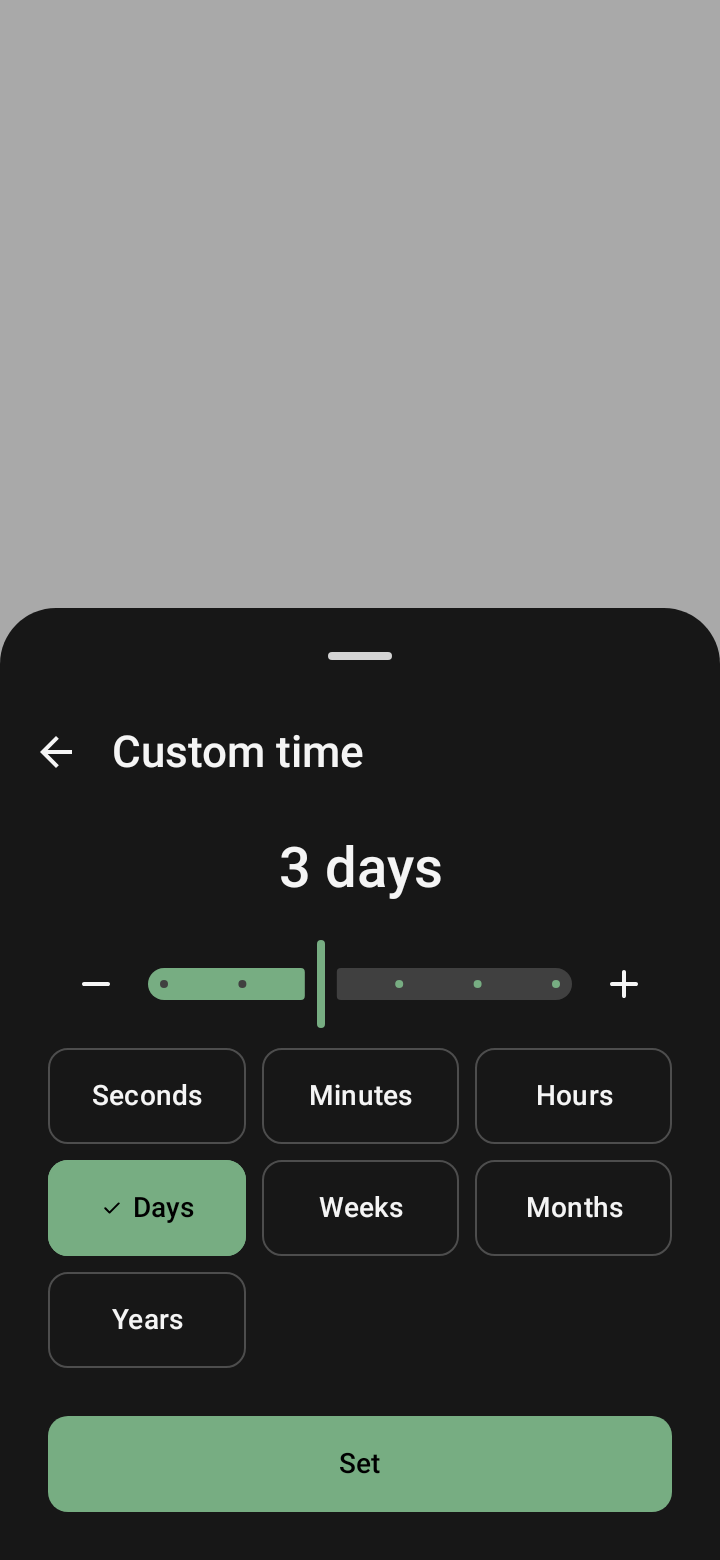 Custom time
3 days
Seconds
Minutes
Hours
Days
Weeks
Months
Years
Set